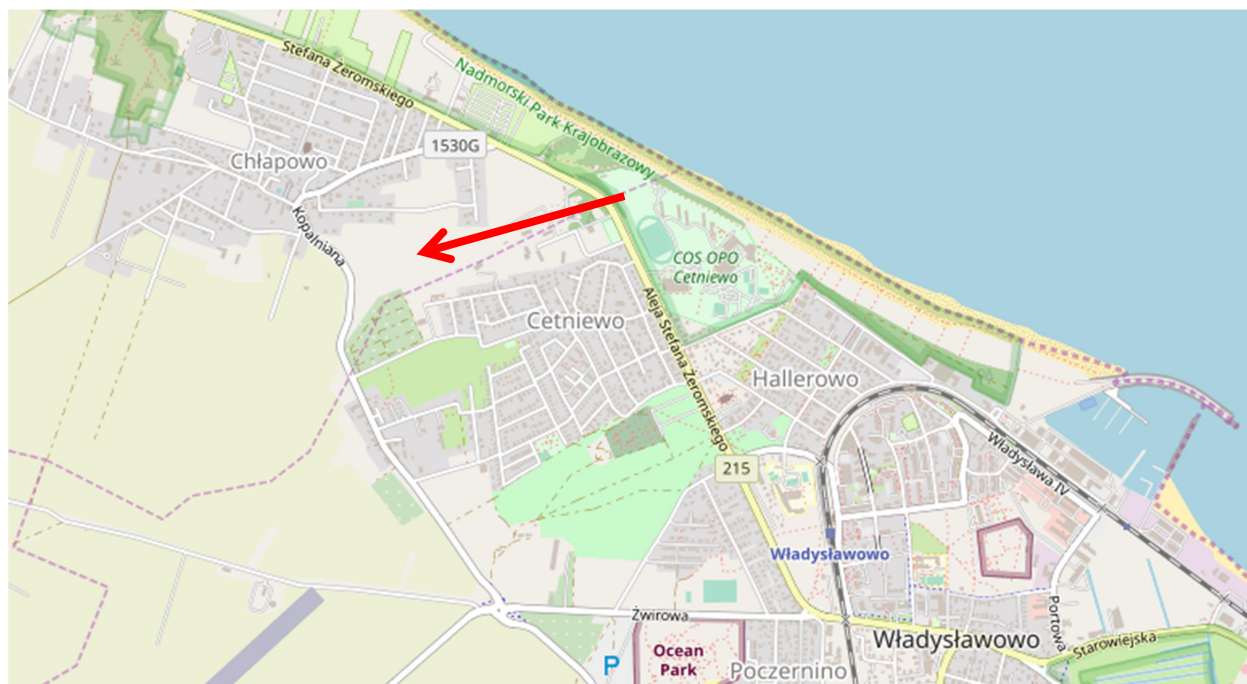 Stefana Żeromskiego
Nadmorski Park Krajobrazowy
1530G
Chłapowo
Kopalniana
COS OPO
Cetniewo
Cetniewo
Aleja Stefana Żeromskiego
Hallerowo
Władysława IV
215
Władysławowo
Portowa
Żwirowa
Władysławowo
Starowiejska
Ocean
Park
P
Poczernino